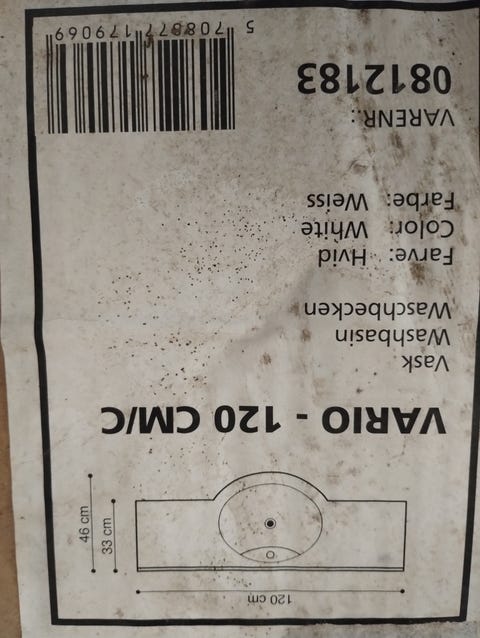 120 cm
33 cm
46 cm
VARIO - 120 CM/C
Vask
Washbasin
Waschbecken
Farve: Hvid
Color: White
Farbe: Weiss
VARENR.:
0812183
5 708877 179069